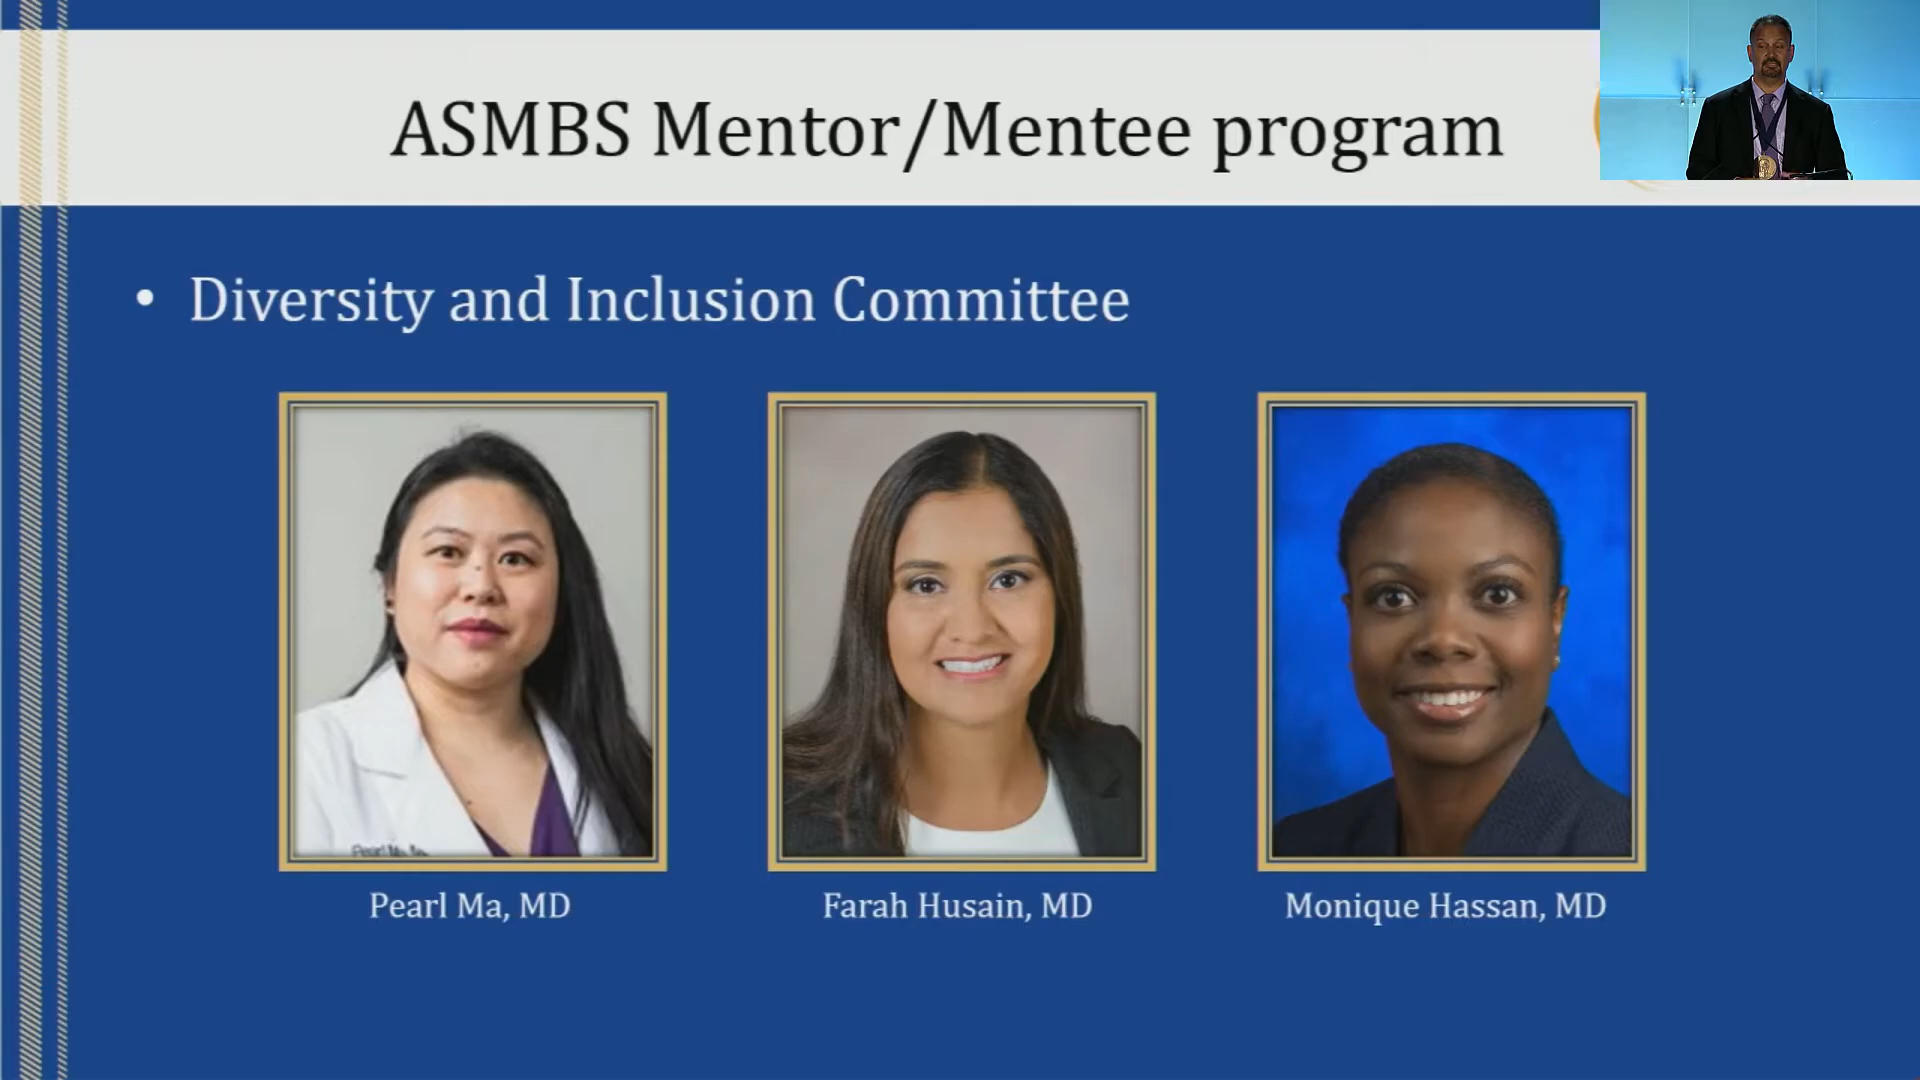 ASMBS Mentor/Mentee program
• Diversity and Inclusion Committee
Pearl Ma, MD
Farah Husain, MD
Monique Hassan, MD